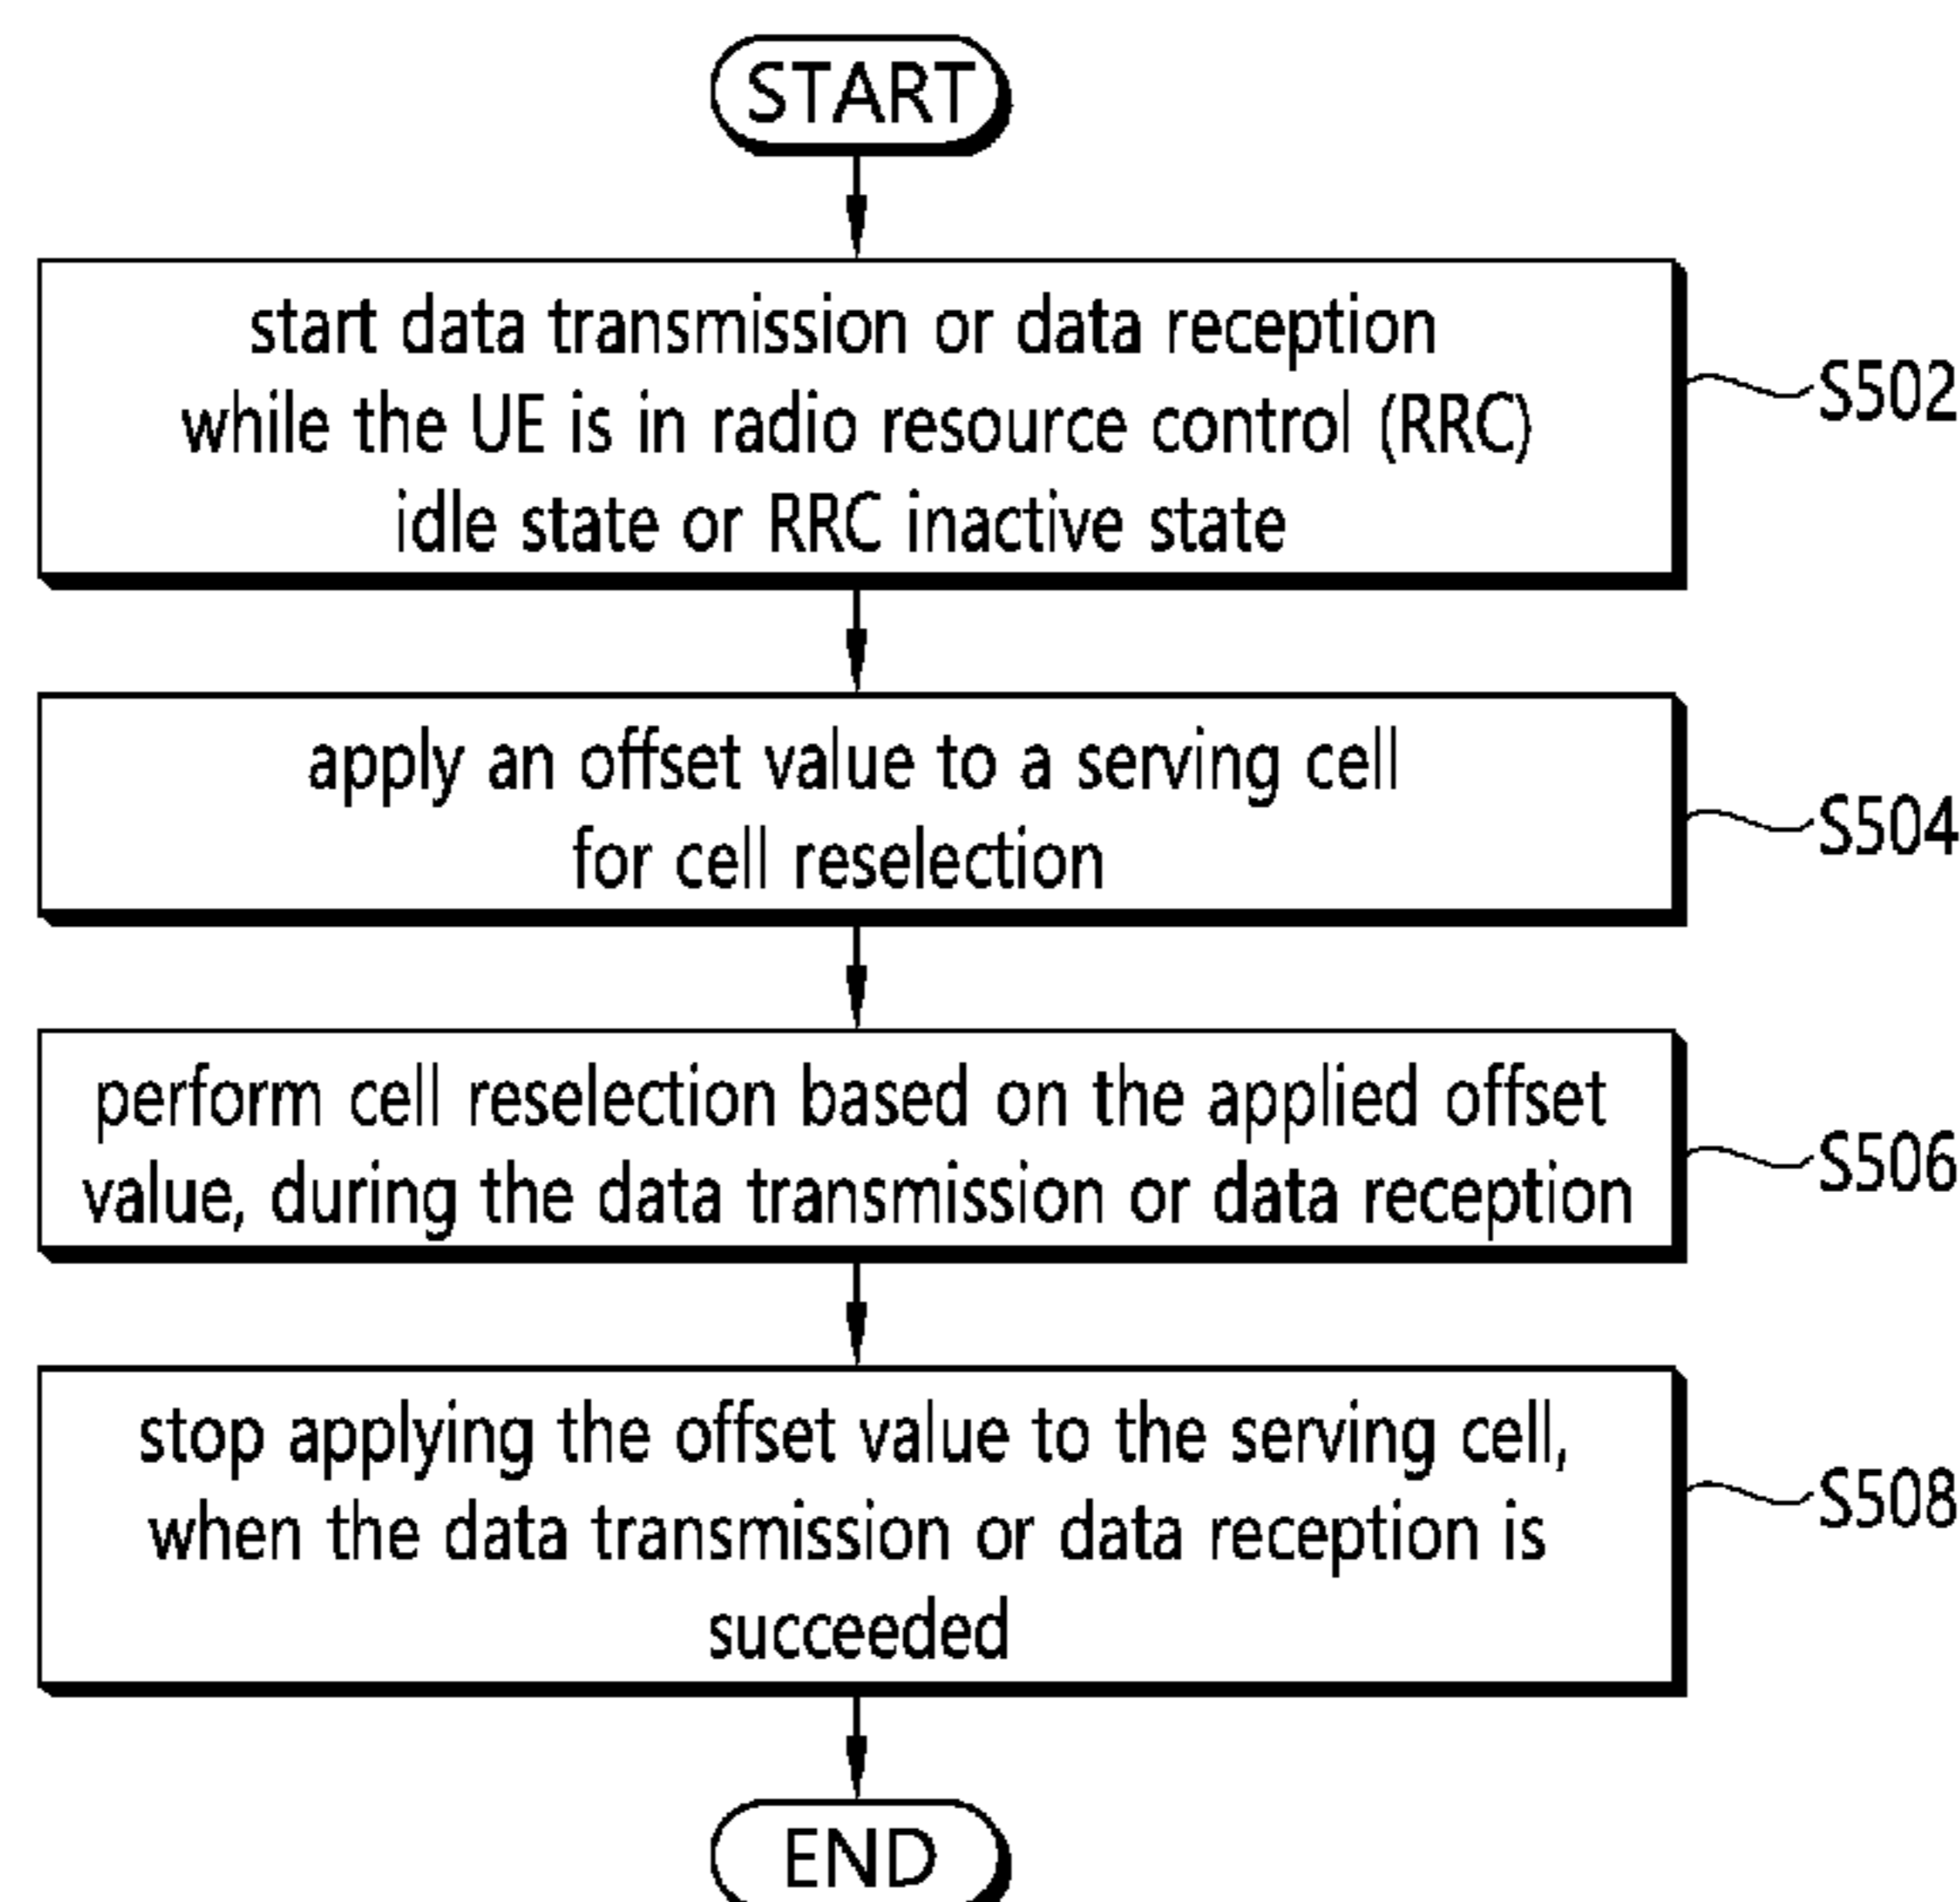 START
start data transmission or data reception
while the UE is in radio resource control (RRC)
idle state or RRC inactive state
S502
apply an offset value to a serving cell
for cell reselection
S504
perform cell reselection based on the applied offset
value, during the data transmission or data reception
S506
stop applying the offset value to the serving cell,
when the data transmission or data reception is
succeeded
S508
END